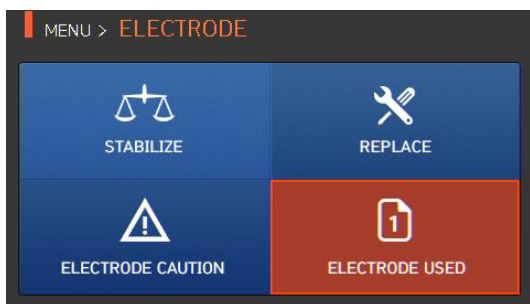 MENU > ELECTRODE
STABILIZE
REPLACE
ELECTRODE CAUTION
1
ELECTRODE USED